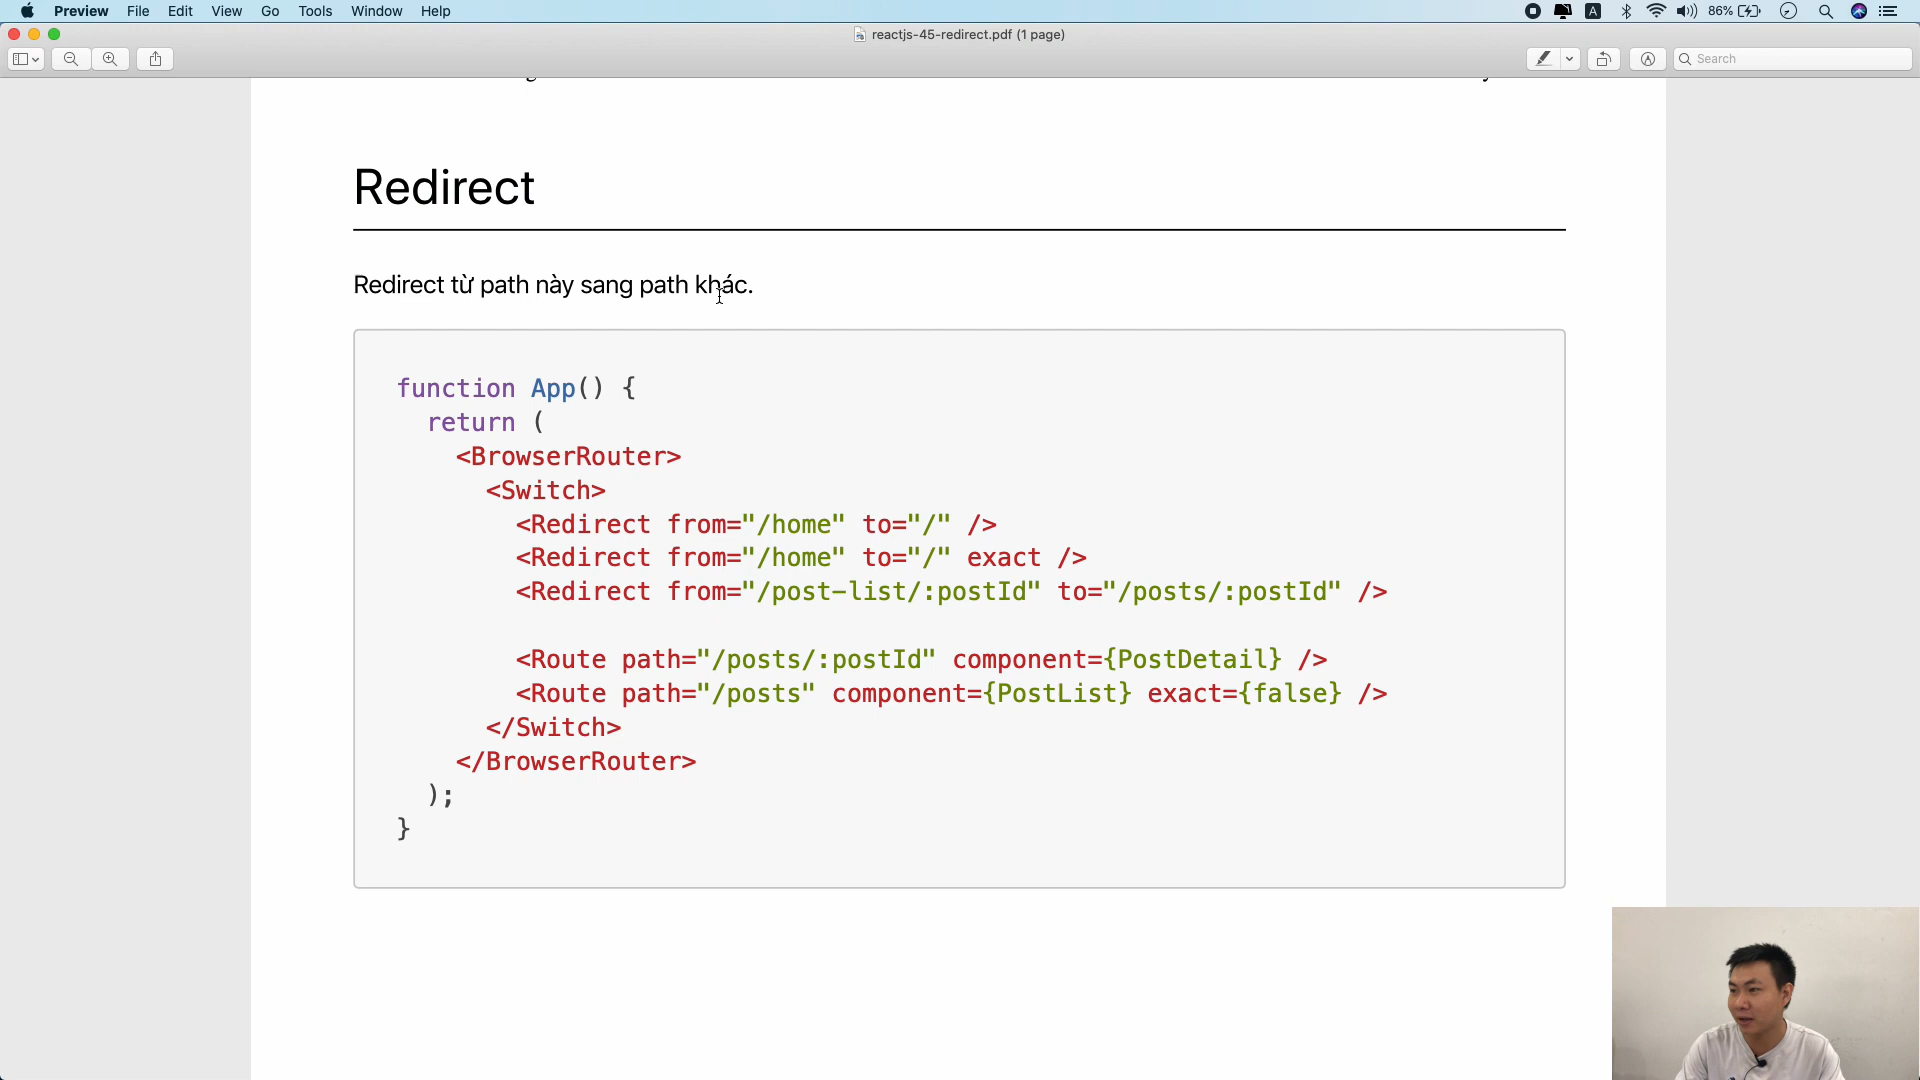 Preview File Edit View Go Tools Window Help
A 86%
reactjs-45-redirect.pdf (1 page)
Search
Redirect
Redirect từ path này sang path khác.
function App() {
return (
<BrowserRouter>
<Switch>
<Redirect from="/home" to="/" />
<Redirect from="/home" to="/" exact />
<Redirect from="/post-list/:postId" to="/posts/:postId" />
<Route path="/posts/:postId" component={PostDetail} />
<Route path="/posts" component={PostList} exact={false} />
</Switch>
</BrowserRouter>
);
}